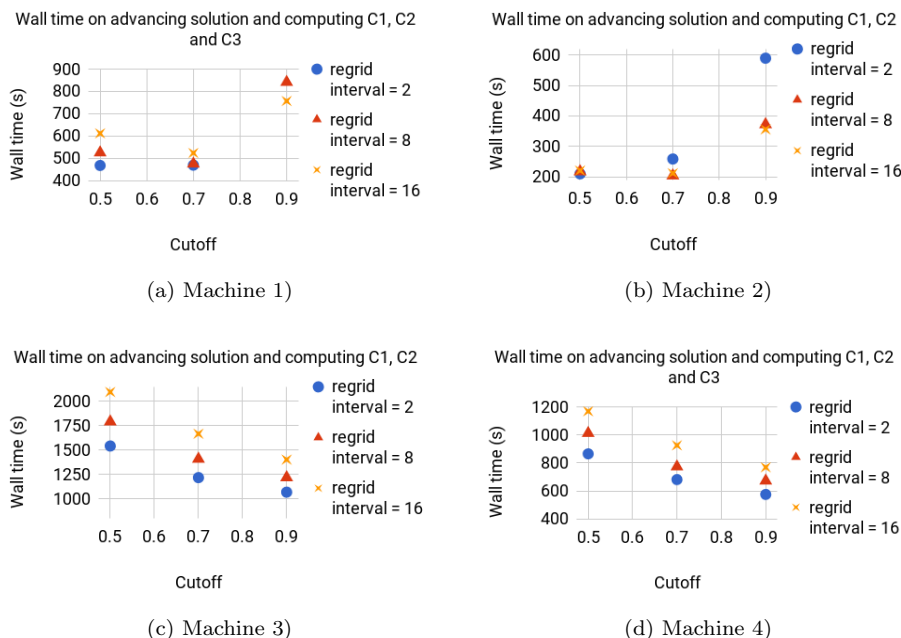 Wall time on advancing solution and computing C1, C2
and C3
Wall time (s)
900
800
700
600
500
400
0.5
0.6
0.7
0.8
0.9
Cutoff
regrid
interval = 2
regrid
interval = 8
regrid
interval = 16
(a) Machine 1)
Wall time on advancing solution and computing C1, C2
Wall time (s)
600
500
400
300
200
0.5
0.6
0.7
0.8
0.9
Cutoff
regrid
interval = 2
regrid
interval = 8
regrid
interval = 16
(b) Machine 2)
Wall time on advancing solution and computing C1, C2
Wall time (s)
2000
1750
1500
1250
1000
0.5
0.6
0.7
0.8
0.9
Cutoff
regrid
interval = 2
regrid
interval = 8
regrid
interval = 16
(c) Machine 3)
Wall time on advancing solution and computing C1, C2
and C3
Wall time (s)
1200
1000
800
600
400
0.5
0.6
0.7
0.8
0.9
Cutoff
regrid
interval = 2
regrid
interval = 8
regrid
interval = 16
(d) Machine 4)